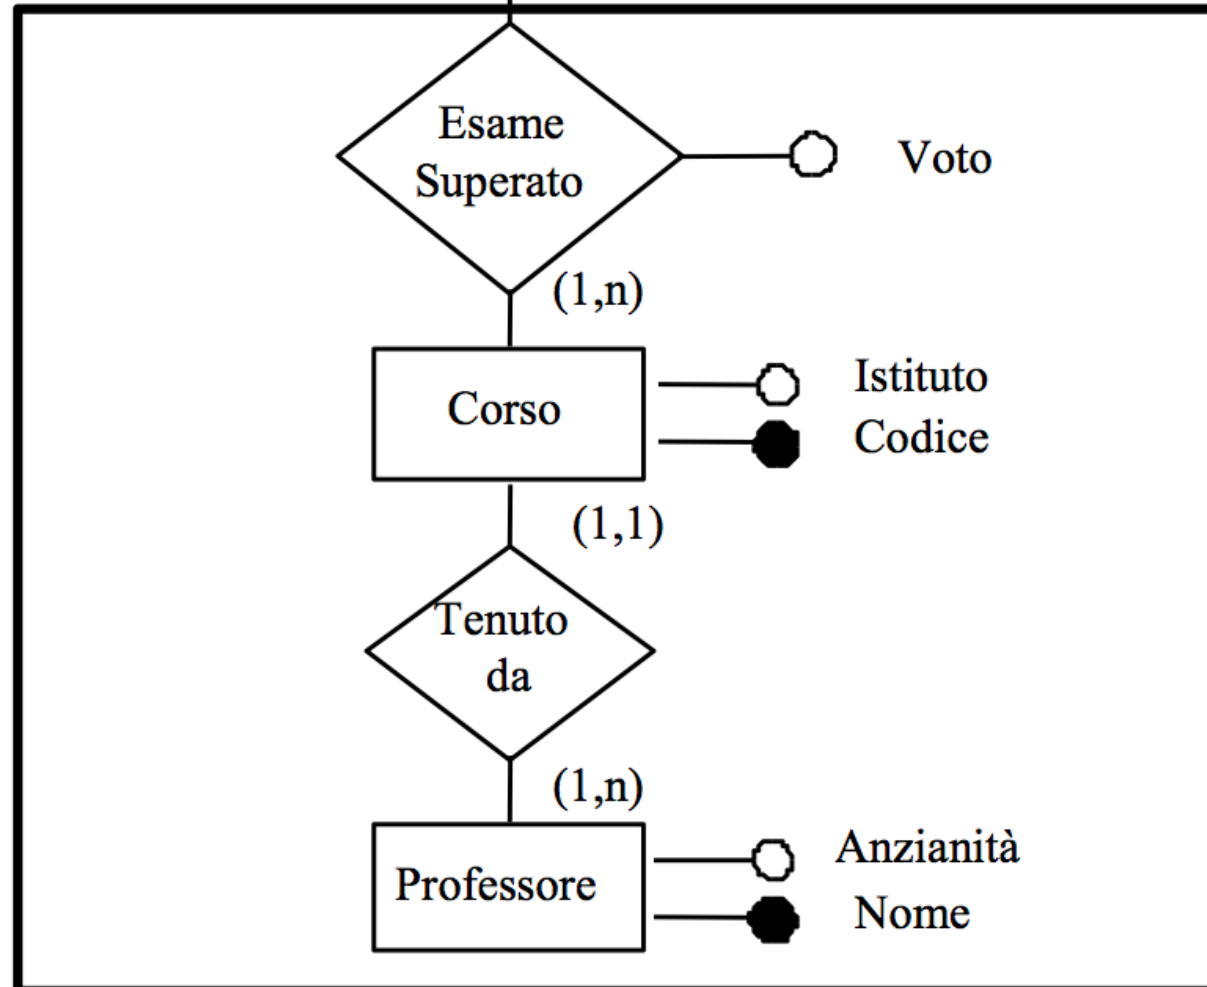 Esame
Superato
Voto
(1,n)
Corso
Istituto
Codice
(1,1)
Tenuto
da
(1,n)
Professore
Anzianità
Nome